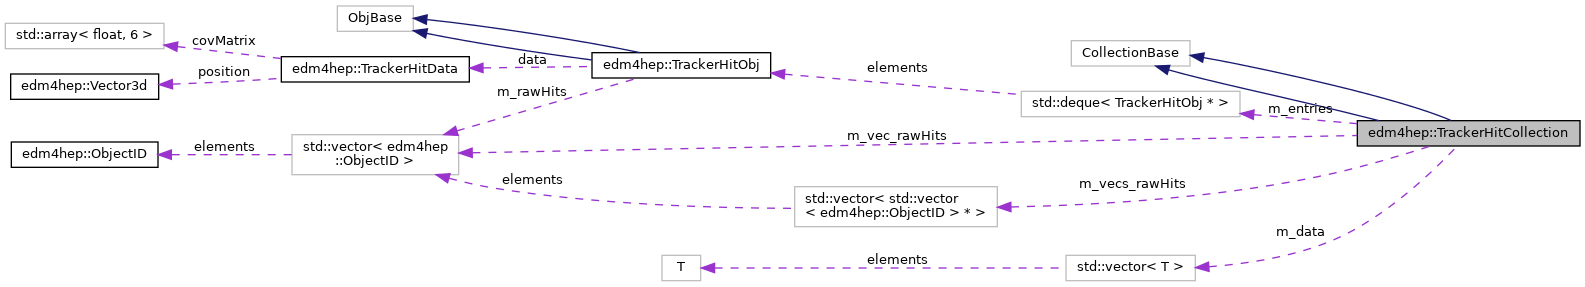 ObjBase
std::array< float, 6 >
covMatrix
CollectionBase
data
edm4hep::TrackerHitObj
edm4hep::TrackerHitData
elements
position
edm4hep::Vector3d
m_rawHits
std::deque< TrackerHitObj * >
m_entries
edm4hep::TrackerHitCollection
m_vec_rawHits
std::vector< edm4hep
::ObjectID >
elements
edm4hep::ObjectID
elements
m_vecs_rawHits
std::vector< std::vector
< edm4hep::ObjectID > * >
m_data
elements
T
std::vector< T >